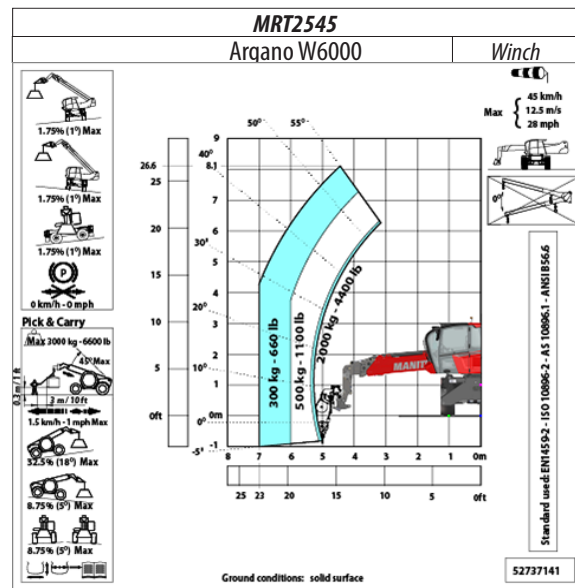 MRT2545
Argano W6000
Winch
1.75% (1°) Max
1.75% (1°) Max
1.75% (1°) Max
P
0 km/h - 0 mph
Pick & Carry
Max 3000 kg - 6600 lb
45° Max
0.3 m / 1 ft
3 m / 10 ft
1.5 km/h - 1 mph Max
32.5% (18°) Max
8.75% (5°) Max
8.75% (5°) Max
26.6
25
20
15
10
5
0ft
9
8.1
7
6
5
4
3
2
1
0°
-1
-5°
10°
20°
30°
40°
50°
55°
300 kg - 660 lb
500 kg - 1100 lb
2000 kg - 4400 lb
MANIT
8 7 6 5 4 3 2 1 0m
25 23 20 15 10 5 0ft
Ground conditions: solid surface
Max
45 km/h
12.5 m/s
28 mph
0°
Standard used: EN1459-2 - ISO 10896-2 - AS 10896.1 - ANSI B56.6
52737141